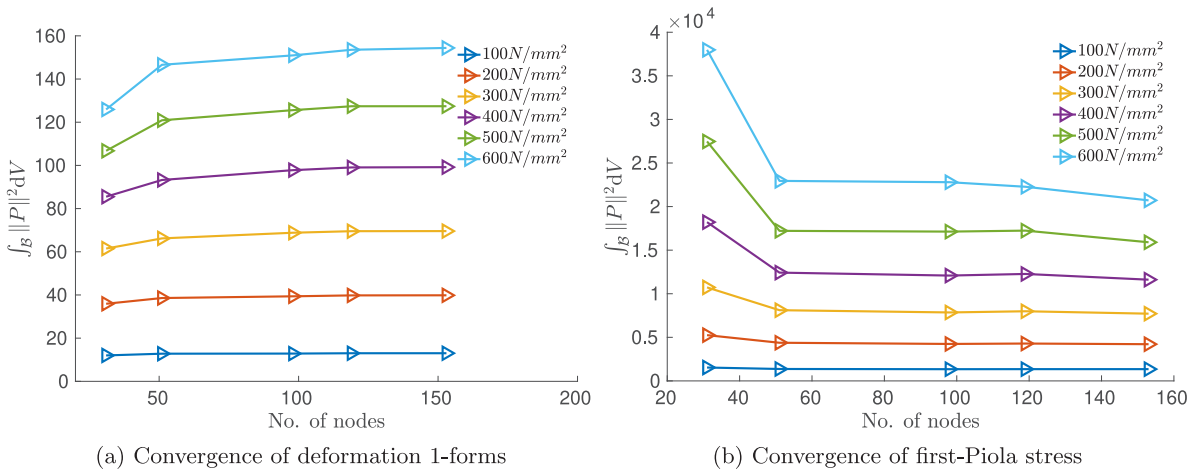 160
140
120
100
80
60
40
20
0
50
100
150
200
∫_B ||P||² dV
No. of nodes
100N/mm²
200N/mm²
300N/mm²
400N/mm²
500N/mm²
600N/mm²
(a) Convergence of deformation 1-forms
×10⁴
4
3.5
3
2.5
2
1.5
1
0.5
0
20
40
60
80
100
120
140
160
∫_B ||P||² dV
No. of nodes
100N/mm²
200N/mm²
300N/mm²
400N/mm²
500N/mm²
600N/mm²
(b) Convergence of first-Piola stress